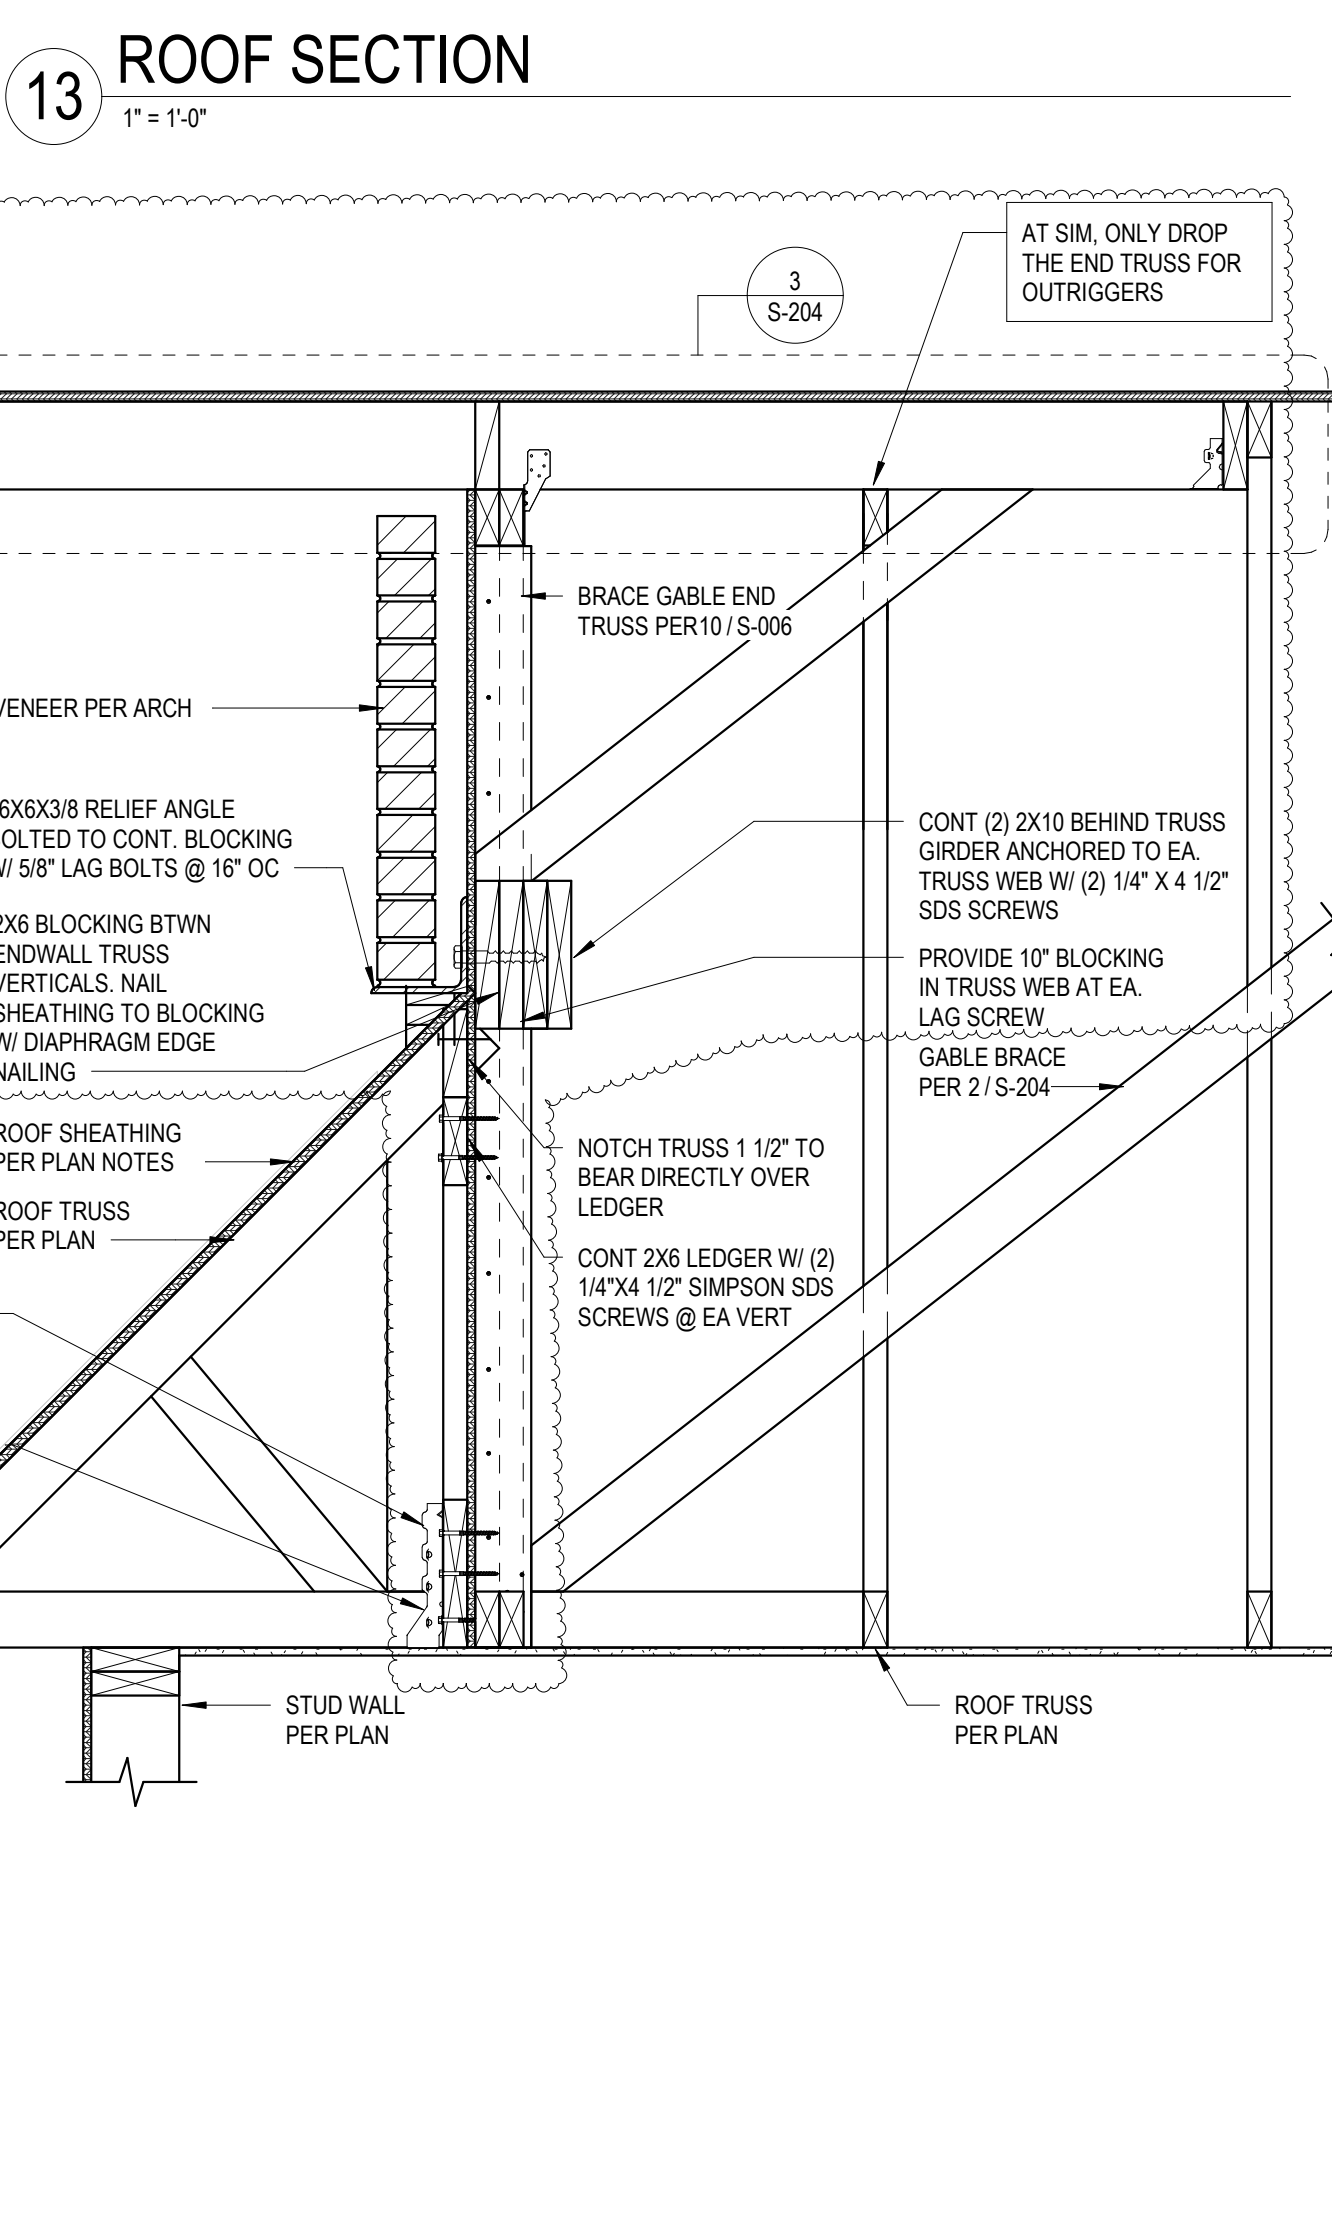 13
ROOF SECTION
1" = 1'-0"
AT SIM, ONLY DROP
THE END TRUSS FOR
OUTRIGGERS
3
S-204
BRACE GABLE END
TRUSS PER10 / S-006
VENEER PER ARCH
6X6X3/8 RELIEF ANGLE
OLTED TO CONT. BLOCKING
W/ 5/8" LAG BOLTS @ 16" OC
2X6 BLOCKING BTWN
ENDWALL TRUSS
VERTICALS. NAIL
SHEATHING TO BLOCKING
W/ DIAPHRAGM EDGE
NAILING
CONT (2) 2X10 BEHIND TRUSS
GIRDER ANCHORED TO EA.
TRUSS WEB W/ (2) 1/4" X 4 1/2"
SDS SCREWS
PROVIDE 10" BLOCKING
IN TRUSS WEB AT EA.
LAG SCREW
GABLE BRACE
PER 2 / S-204
ROOF SHEATHING
PER PLAN NOTES
ROOF TRUSS
PER PLAN
NOTCH TRUSS 1 1/2" TO
BEAR DIRECTLY OVER
LEDGER
CONT 2X6 LEDGER W/ (2)
1/4"X4 1/2" SIMPSON SDS
SCREWS @ EA VERT
STUD WALL
PER PLAN
ROOF TRUSS
PER PLAN